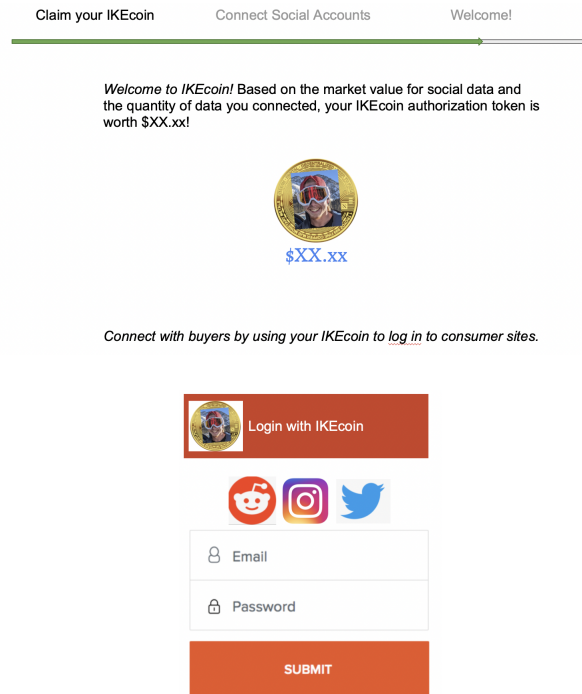 Claim your IKEcoin
Connect Social Accounts
Welcome!
Welcome to IKEcoin! Based on the market value for social data and
the quantity of data you connected, your IKEcoin authorization token is
worth $XX.xx!
$XX.xx
Connect with buyers by using your IKEcoin to log in to consumer sites.
Login with IKEcoin
Email
Password
SUBMIT